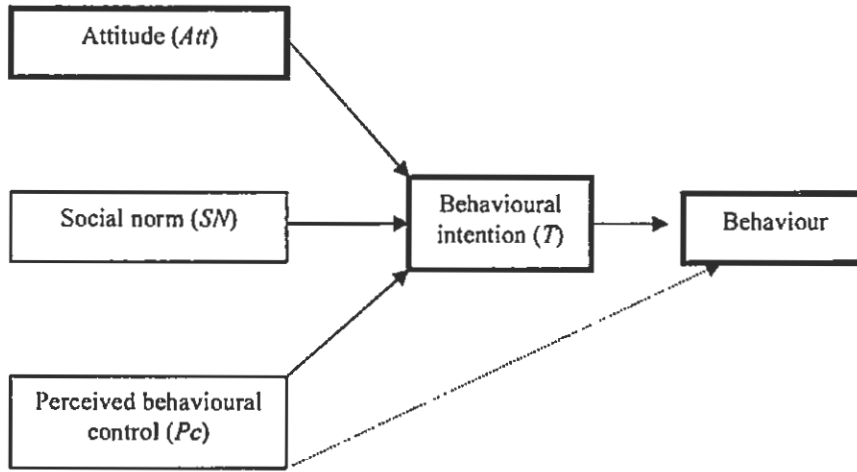 Attitude (Att)
Social norm (SN)
Behavioural
intention (T)
Behaviour
Perceived behavioural
control (Pc)